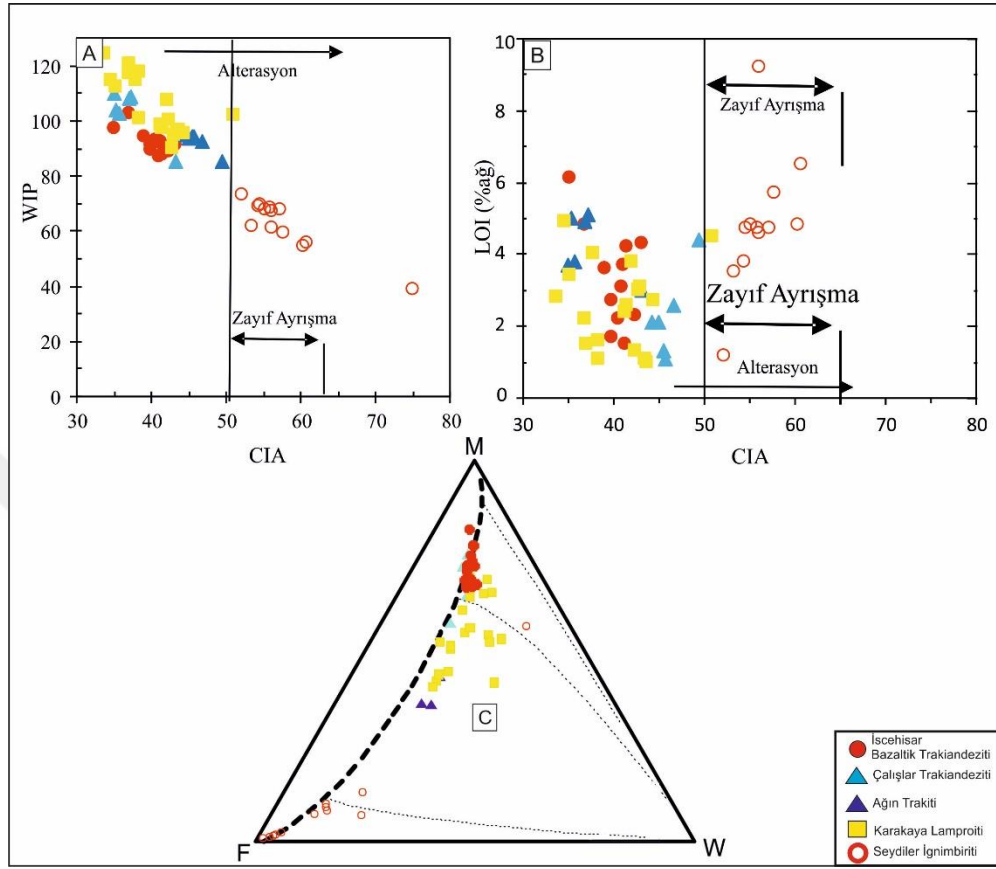 A
Alterasyon
WIP
120
100
80
60
40
20
0
Zayıf Ayrışma
30 40 50 60 70 80
CIA
B
Zayıf Ayrışma
LOI (%ağ)
10
8
6
4
2
0
Zayıf Ayrışma
Alterasyon
30 40 50 60 70 80
CIA
M
C
F
W
İscehisar
Bazaltik Trakiandeziti
Çalışlar Trakiandeziti
Ağın Trakiti
Karakaya Lamproiti
Seydiler İgnimbiriti